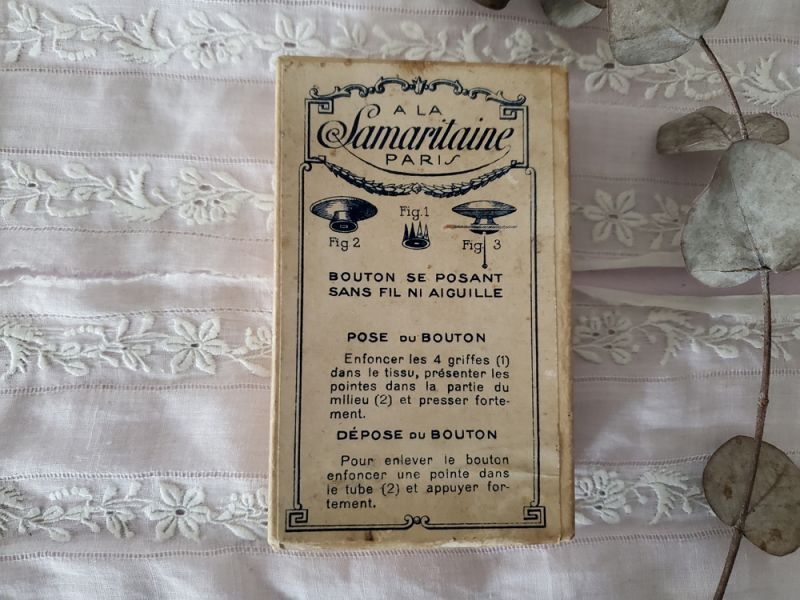 A LA
Samaritaine
PARIS
Fig.1
Fig 2
Fig. 3
BOUTON SE POSANT
SANS FIL NI AIGUILLE
POSE DU BOUTON
Enfoncer les 4 griffes (1)
dans le tissu, présenter les
pointes dans la partie du
milieu (2) et presser forte-
ment.
DÉPOSE DU BOUTON
Pour enlever le bouton
enfoncer une pointe dans
le tube (2) et appuyer for-
tement.